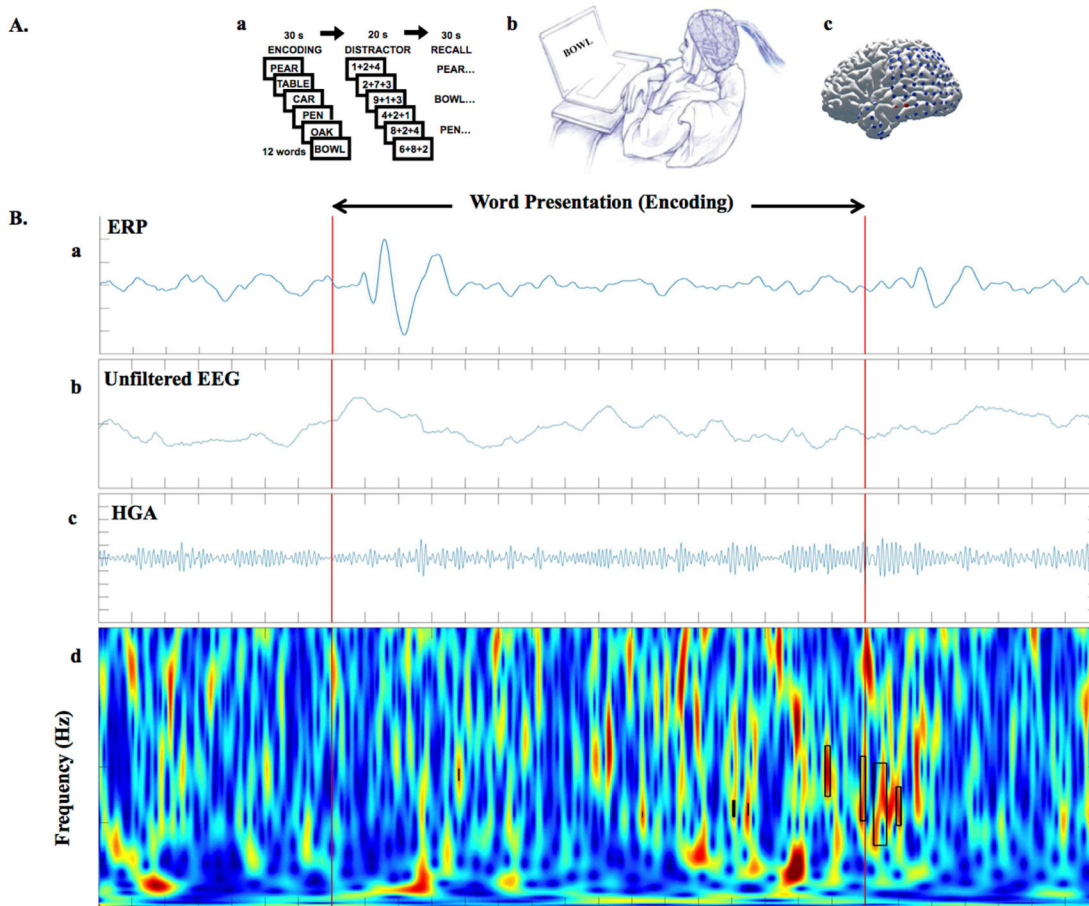 A.
a
30 s 20 s 30 s
ENCODING DISTRACTOR RECALL
PEAR 1+2+4 PEAR...
TABLE 2+7+3
CAR 9+1+3 BOWL...
PEN 4+2+1
OAK 8+2+4 PEN...
12 words BOWL 6+8+2
b
BOWL
c
B.
Word Presentation (Encoding)
a
ERP
b
Unfiltered EEG
c
HGA
d
Frequency (Hz)